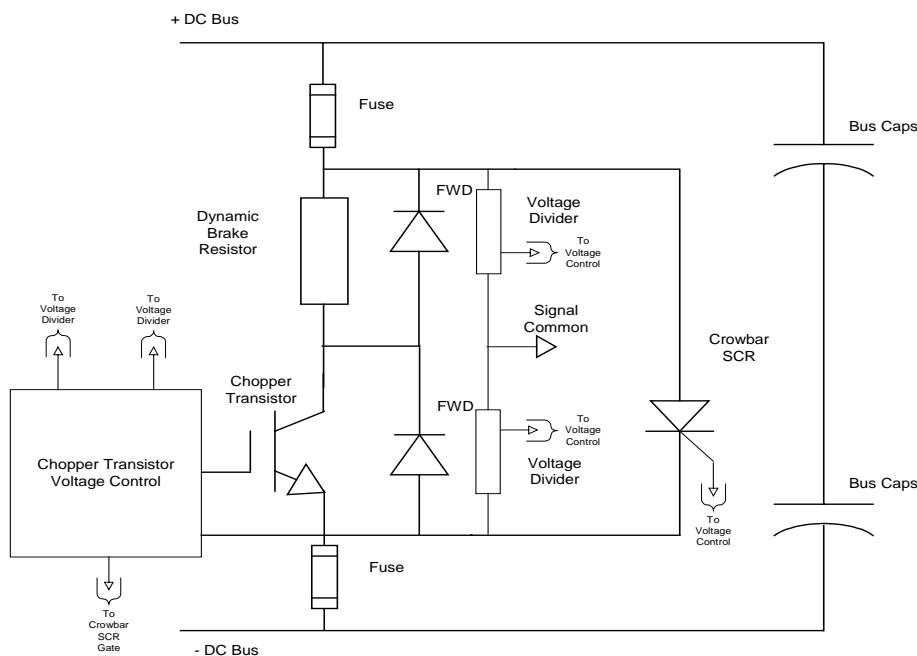 + DC Bus
Fuse
Bus Caps
FWD
Voltage
Divider
To
Voltage
Control
Dynamic
Brake
Resistor
To
Voltage
Divider
To
Voltage
Divider
Signal
Common
Crowbar
SCR
Chopper
Transistor
FWD
To
Voltage
Control
Voltage
Divider
Chopper Transistor
Voltage Control
Bus Caps
To
Voltage
Control
Fuse
To
Crowbar
SCR
Gate
- DC Bus